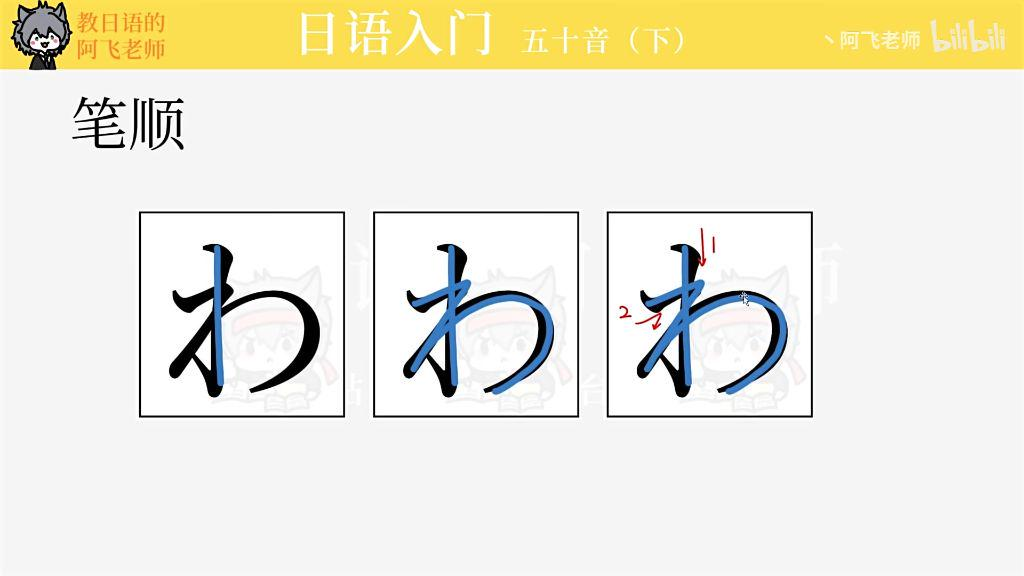 教日语的
阿飞老师
日语入门 五十音（下）
丶阿飞老师 bilibili
笔顺
わ わ わ
1
2